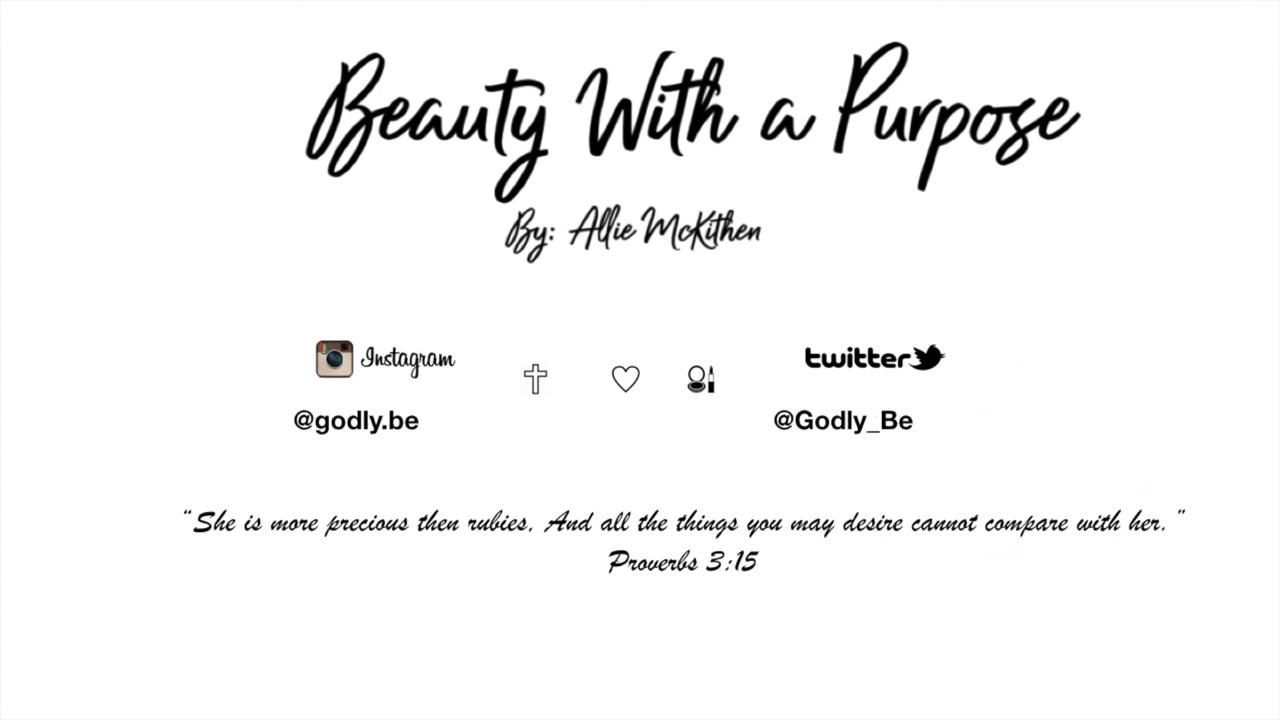 Beauty With a Purpose
By: Allie McKithen
Instagram
twitter
@godly.be
@Godly_Be
"She is more precious then rubies, And all the things you may desire cannot compare with her. "
Proverbs 3:15